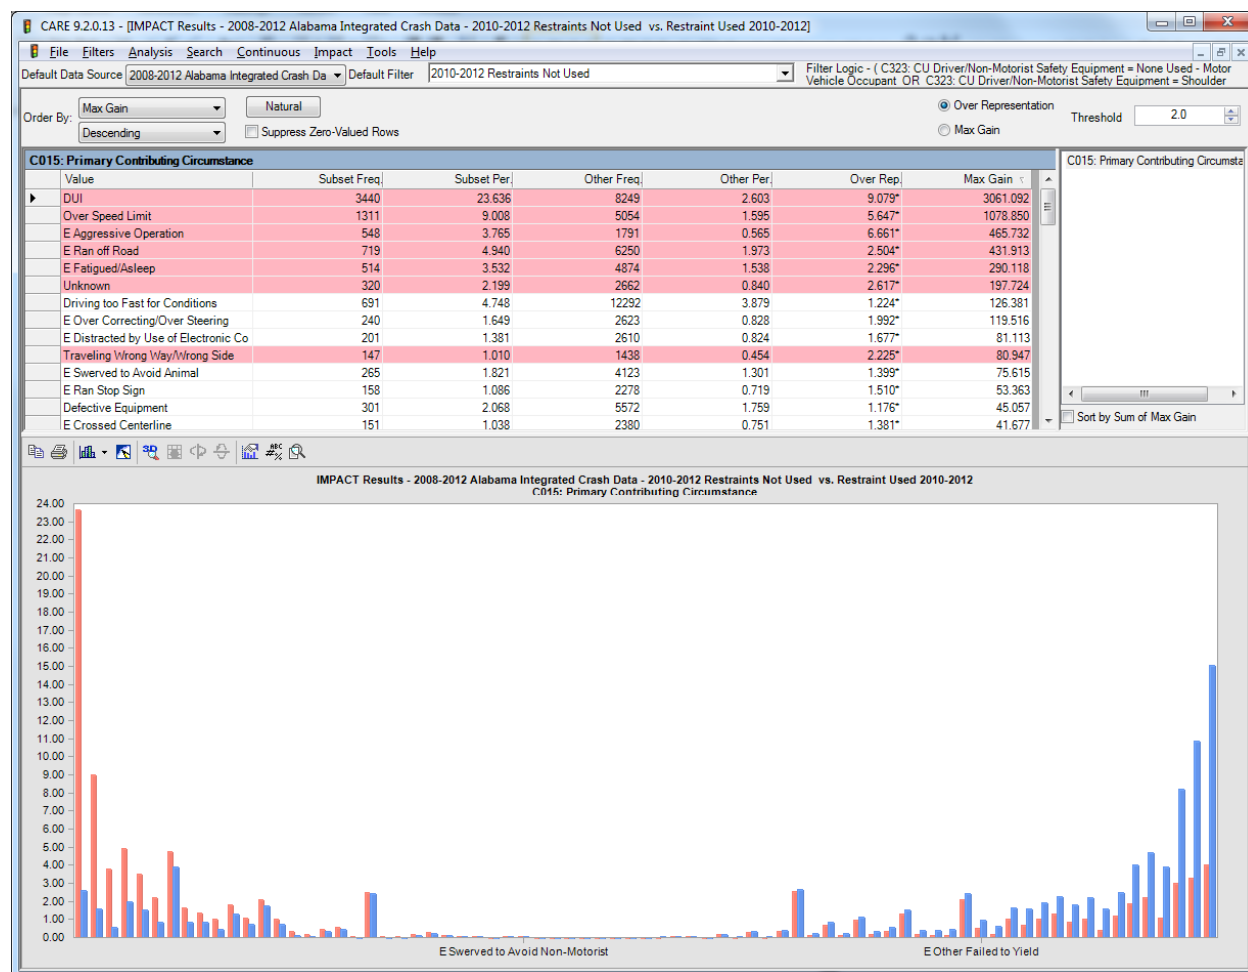 CARE 9.2.0.13 - [IMPACT Results - 2008-2012 Alabama Integrated Crash Data - 2010-2012 Restraints Not Used vs. Restraint Used 2010-2012]
File Filters Analysis Search Continuous Impact Tools Help
Default Data Source 2008-2012 Alabama Integrated Crash Da Default Filter 2010-2012 Restraints Not Used Filter Logic - ( C323: CU Driver/Non-Motorist Safety Equipment = None Used - Motor
Vehicle Occupant OR C323: CU Driver/Non-Motorist Safety Equipment = Shoulder
Order By: Max Gain Natural Over Representation Threshold 2.0
Descending Suppress Zero-Valued Rows Max Gain
C015: Primary Contributing Circumstance C015: Primary Contributing Circumsta
Value Subset Freq. Subset Per. Other Freq. Other Per. Over Rep. Max Gain
DUI 3440 23.636 8249 2.603 9.079* 3061.092
Over Speed Limit 1311 9.008 5054 1.595 5.647* 1078.850
E Aggressive Operation 548 3.765 1791 0.565 6.661* 465.732
E Ran off Road 719 4.940 6250 1.973 2.504* 431.913
E Fatigued/Asleep 514 3.532 4874 1.538 2.296* 290.118
Unknown 320 2.199 2662 0.840 2.617* 197.724
Driving too Fast for Conditions 691 4.748 12292 3.879 1.224* 126.381
E Over Correcting/Over Steering 240 1.649 2623 0.828 1.992* 119.516
E Distracted by Use of Electronic Co 201 1.381 2610 0.824 1.677* 81.113
Traveling Wrong Way/Wrong Side 147 1.010 1438 0.454 2.225* 80.947
E Swerved to Avoid Animal 265 1.821 4123 1.301 1.399* 75.615
E Ran Stop Sign 158 1.086 2278 0.719 1.510* 53.363
Defective Equipment 301 2.068 5572 1.759 1.176* 45.057
E Crossed Centerline 151 1.038 2380 0.751 1.381* 41.677
Sort by Sum of Max Gain
3D ABC
IMPACT Results - 2008-2012 Alabama Integrated Crash Data - 2010-2012 Restraints Not Used vs. Restraint Used 2010-2012
C015: Primary Contributing Circumstance
24.00
23.00
22.00
21.00
20.00
19.00
18.00
17.00
16.00
15.00
14.00
13.00
12.00
11.00
10.00
9.00
8.00
7.00
6.00
5.00
4.00
3.00
2.00
1.00
0.00
E Swerved to Avoid Non-Motorist E Other Failed to Yield